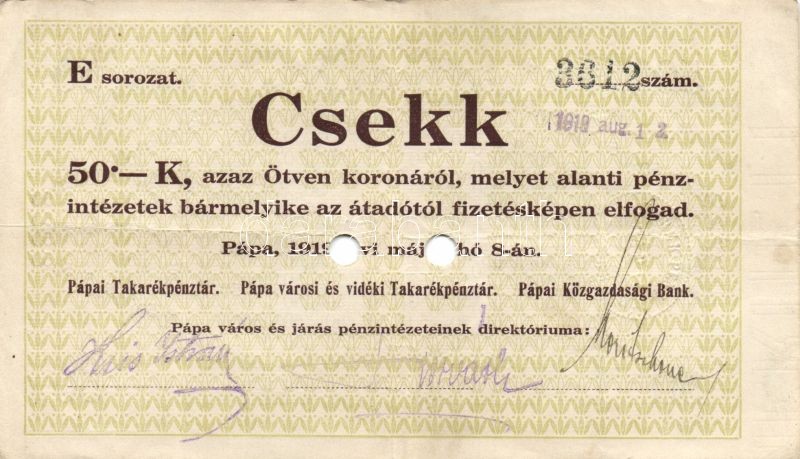 E sorozat. 3612 szám.
Csekk
1919 aug. 1 2
50·— K, azaz Ötven koronáról, melyet alanti pénz-
intézetek bármelyike az átadótól fizetésképen elfogad.
Pápa, 1919 vi máj hó 8-án.
Pápai Takarékpénztár. Pápa városi és vidéki Takarékpénztár. Pápai Közgazdasági Bank.
Pápa város és járás pénzintézeteinek direktóriuma: